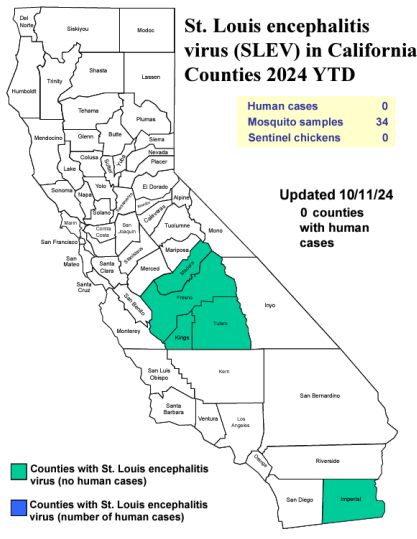 St. Louis encephalitis
virus (SLEV) in California
Counties 2024 YTD
Human cases 0
Mosquito samples 34
Sentinel chickens 0
Updated 10/11/24
0 counties
with human
cases
Del
Norte
Siskiyou
Modoc
Humboldt
Trinity
Shasta
Lassen
Tehama
Plumas
Mendocino
Glenn
Butte
Sierra
Nevada
Placer
Colusa
Sutter
Yuba
Lake
Sonoma
Napa
Yolo
El Dorado
Alpine
Solano
Sacramento
Amador
Calaveras
Marin
Contra
Costa
San
Joaquin
Tuolumne
Mono
San Francisco
San
Mateo
Santa
Clara
Stanislaus
Mariposa
Santa
Cruz
Merced
Madera
San Benito
Fresno
Inyo
Monterey
Kings
Tulare
San Luis
Obispo
Kern
San Bernardino
Santa
Barbara
Ventura
Los
Angeles
Orange
Riverside
San Diego
Imperial
Counties with St. Louis encephalitis
virus (no human cases)
Counties with St. Louis encephalitis
virus (number of human cases)